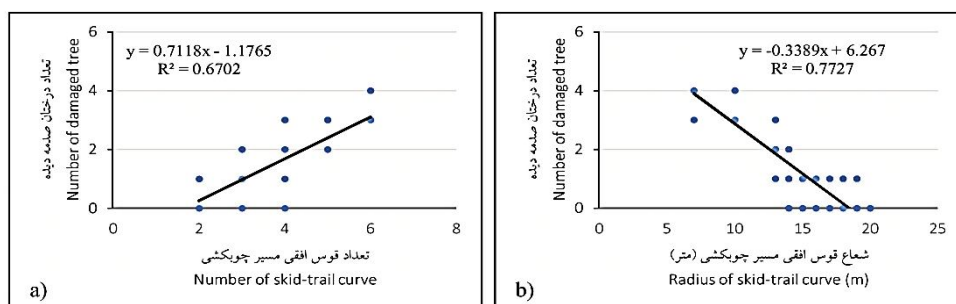 6
4
2
0
y = 0.7118x - 1.1765
R² = 0.6702
تعداد درختان صدمه دیده
Number of damaged tree
0
2
4
6
8
تعداد قوس افقی مسیر چوبکشی
Number of skid-trail curve
a)
6
4
2
0
y = -0.3389x + 6.267
R² = 0.7727
تعداد درختان صدمه دیده
Number of damaged tree
0
5
10
15
20
25
شعاع قوس افقی مسیر چوبکشی (متر)
Radius of skid-trail curve (m)
b)